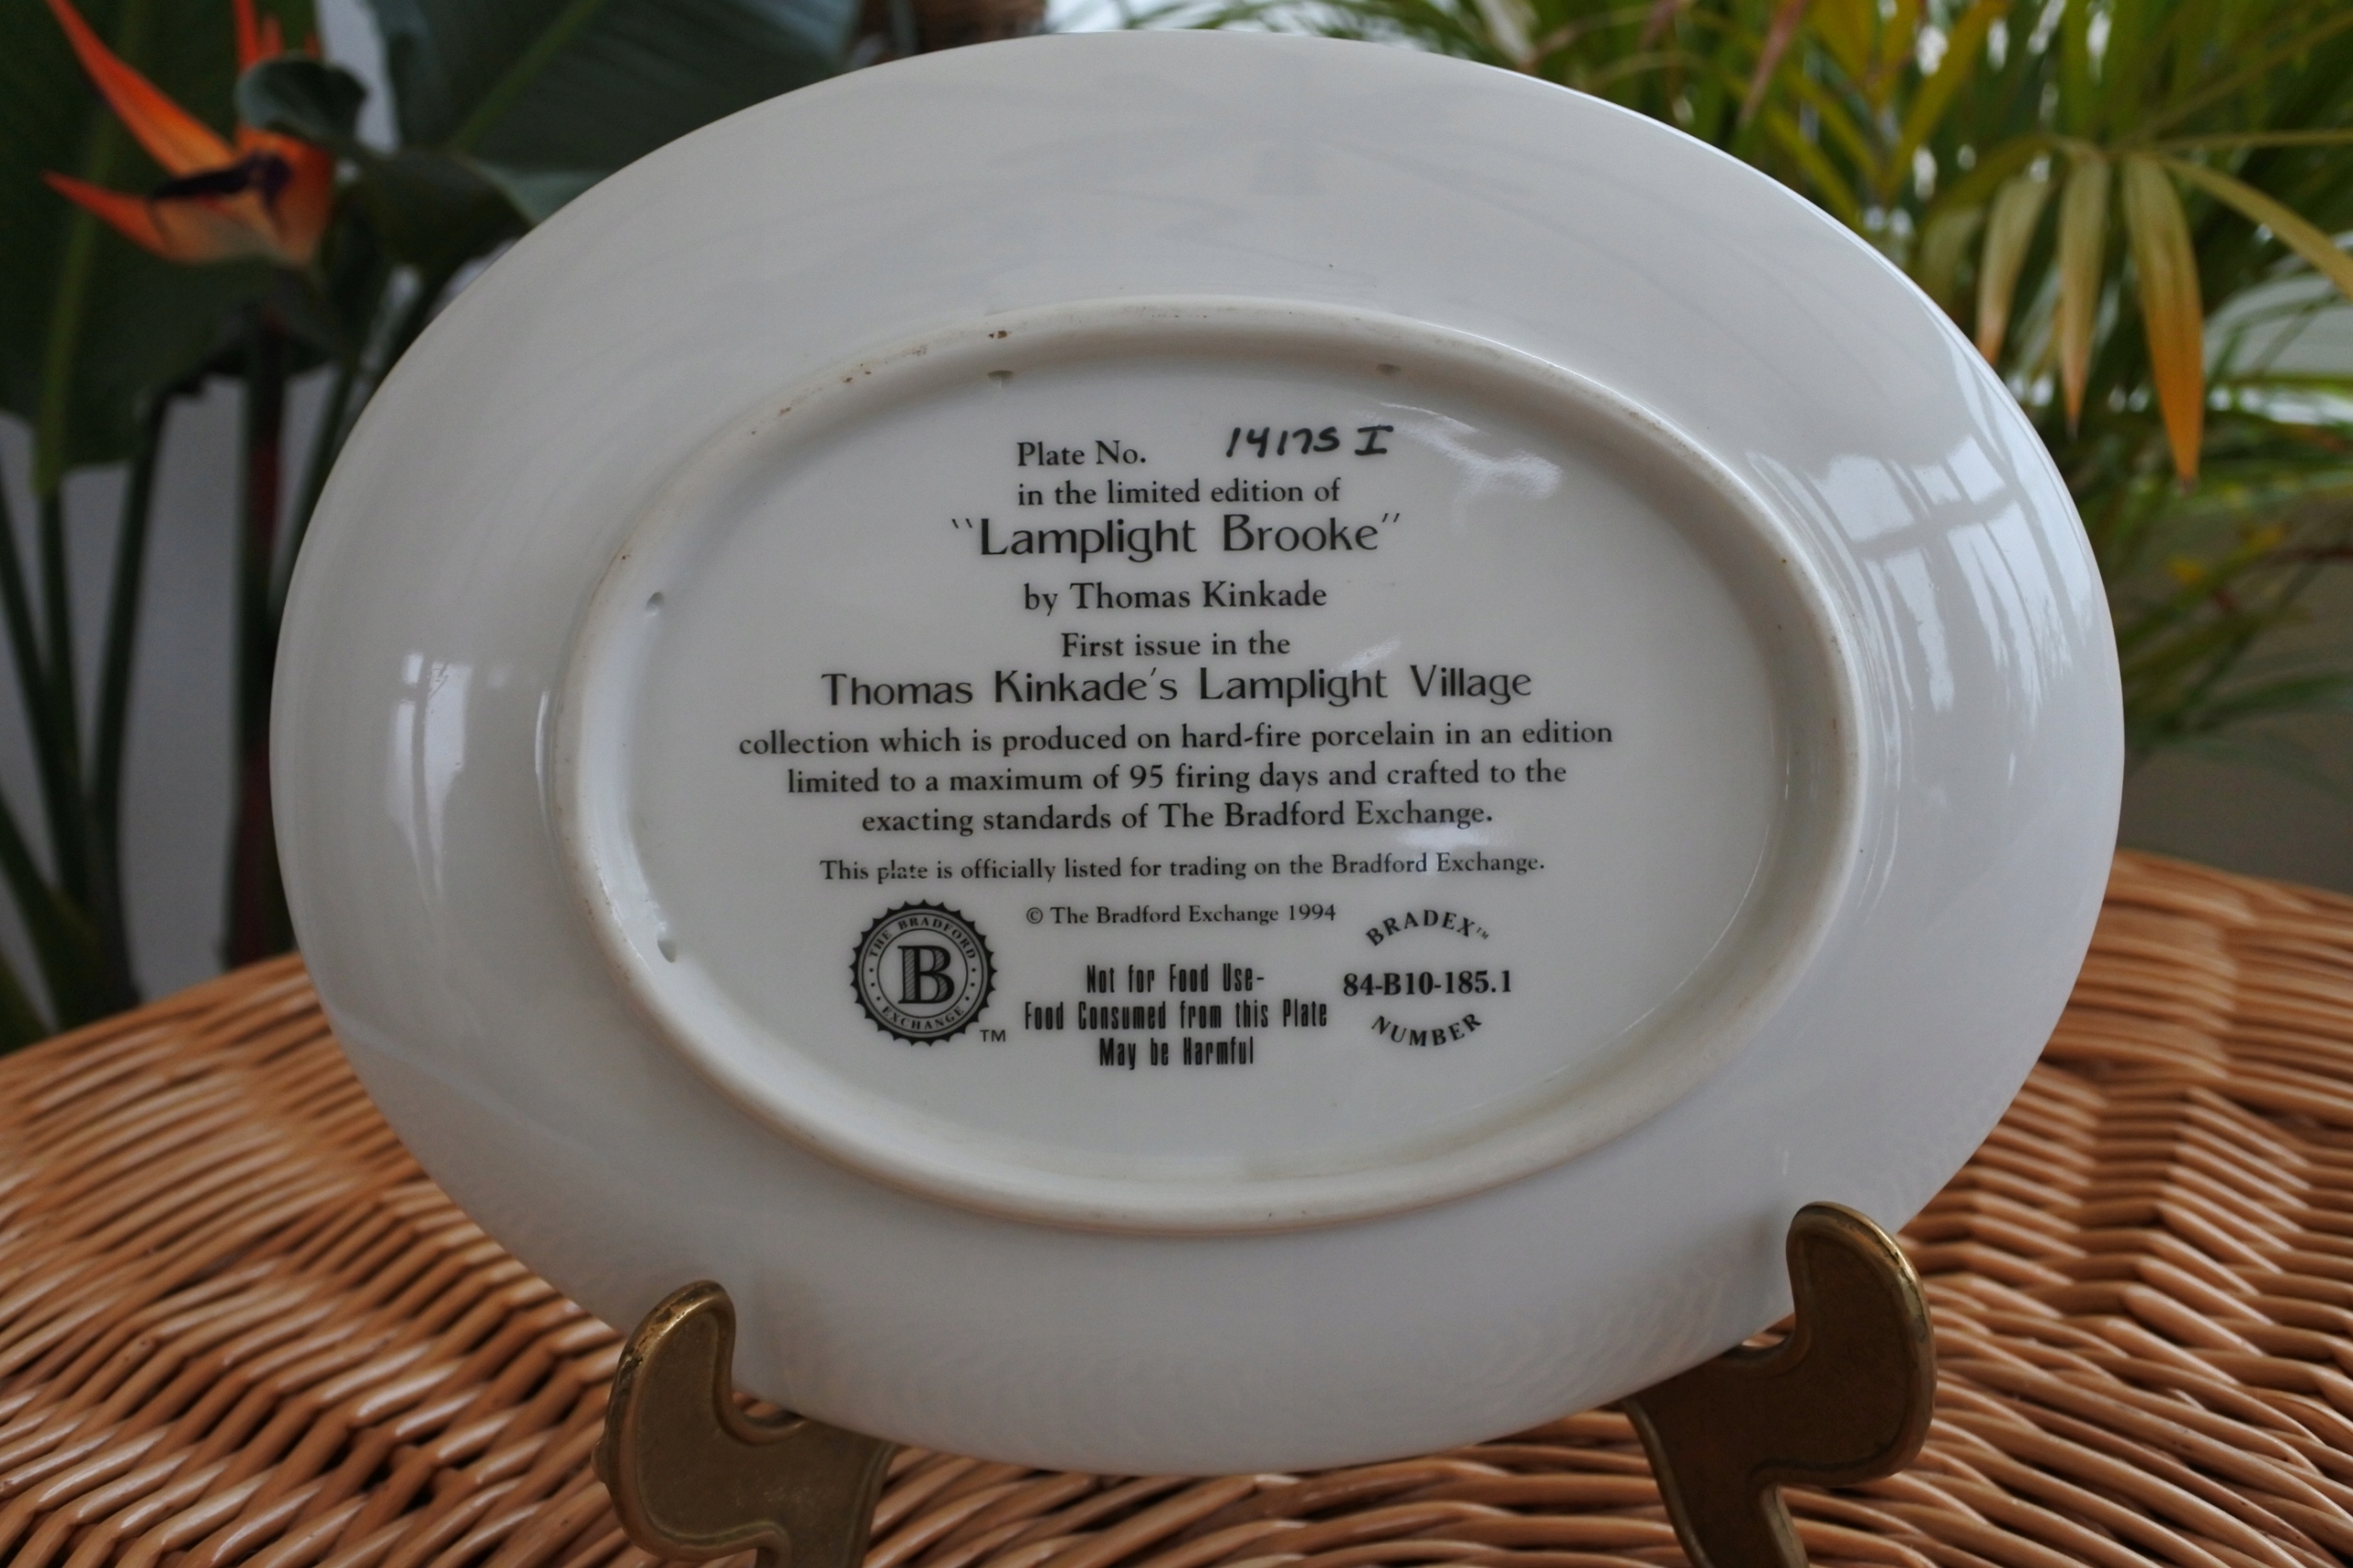 Plate No. 14175 I
in the limited edition of
"Lamplight Brooke"
by Thomas Kinkade
First issue in the
Thomas Kinkade's Lamplight Village
collection which is produced on hard-fire porcelain in an edition
limited to a maximum of 95 firing days and crafted to the
exacting standards of The Bradford Exchange.
This plate is officially listed for trading on the Bradford Exchange.
© The Bradford Exchange 1994
THE BRADFORD
B
EXCHANGE
TM
Not for Food Use-
Food Consumed from this Plate
May be Harmful
BRADEX™
84-B10-185.1
NUMBER